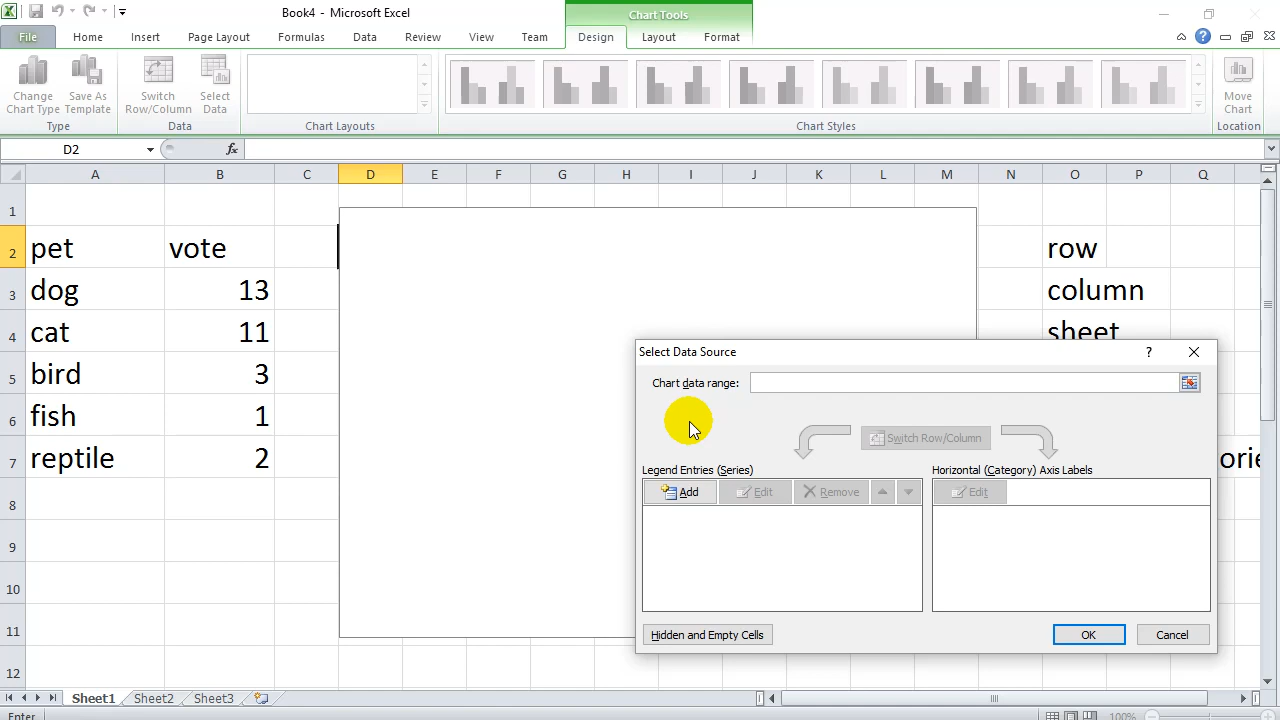 Book4 - Microsoft Excel
Chart Tools
File Home Insert Page Layout Formulas Data Review View Team Design Layout Format
Change Chart Type
Save As Template
Switch Row/Column
Select Data
Move Chart
Type
Data
Chart Layouts
Chart Styles
Location
D2
fx
A B C D E F G H I J K L M N O P Q
1
2 pet vote row
3 dog 13 column
4 cat 11 sheet
5 bird 3
6 fish 1
7 reptile 2 orie
8
9
10
11
12
Select Data Source
?
Chart data range:
Switch Row/Column
Legend Entries (Series)
Horizontal (Category) Axis Labels
Add Edit Remove
Edit
Hidden and Empty Cells
OK
Cancel
Sheet1 Sheet2 Sheet3
Enter
100%